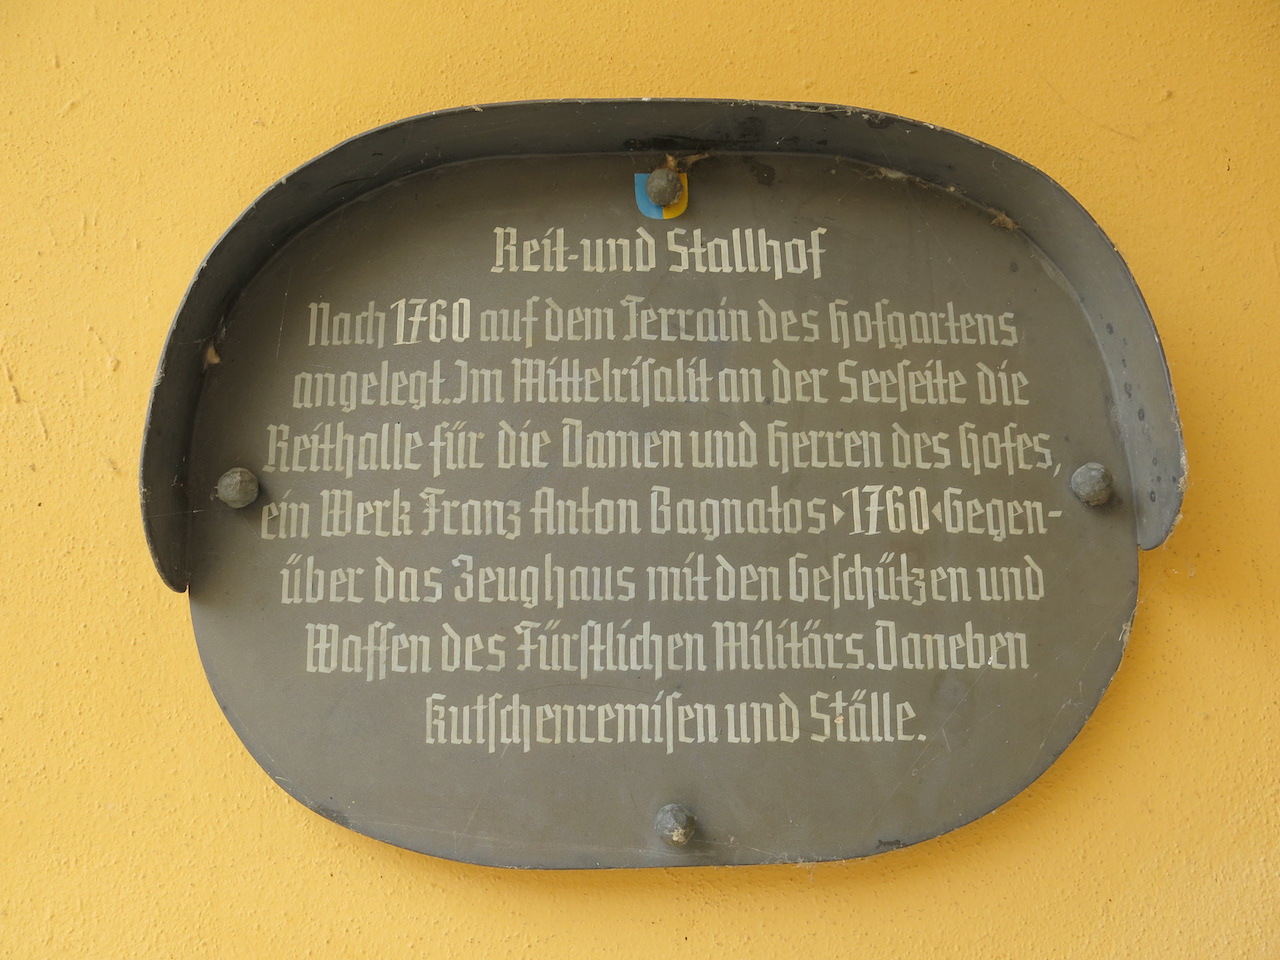 Reit-und Stallhof
Nach 1760 auf dem Terrain des Hofgartens
angelegt. Im Mittelrisalit an der Seeseite die
Reithalle für die Damen und Herren des Hofes,
ein Werk Franz Anton Bagnatos ▸1760◂ Gegen-
über das Zeughaus mit den Geschützen und
Waffen des Fürstlichen Militärs. Daneben
Kutschenremisen und Ställe.